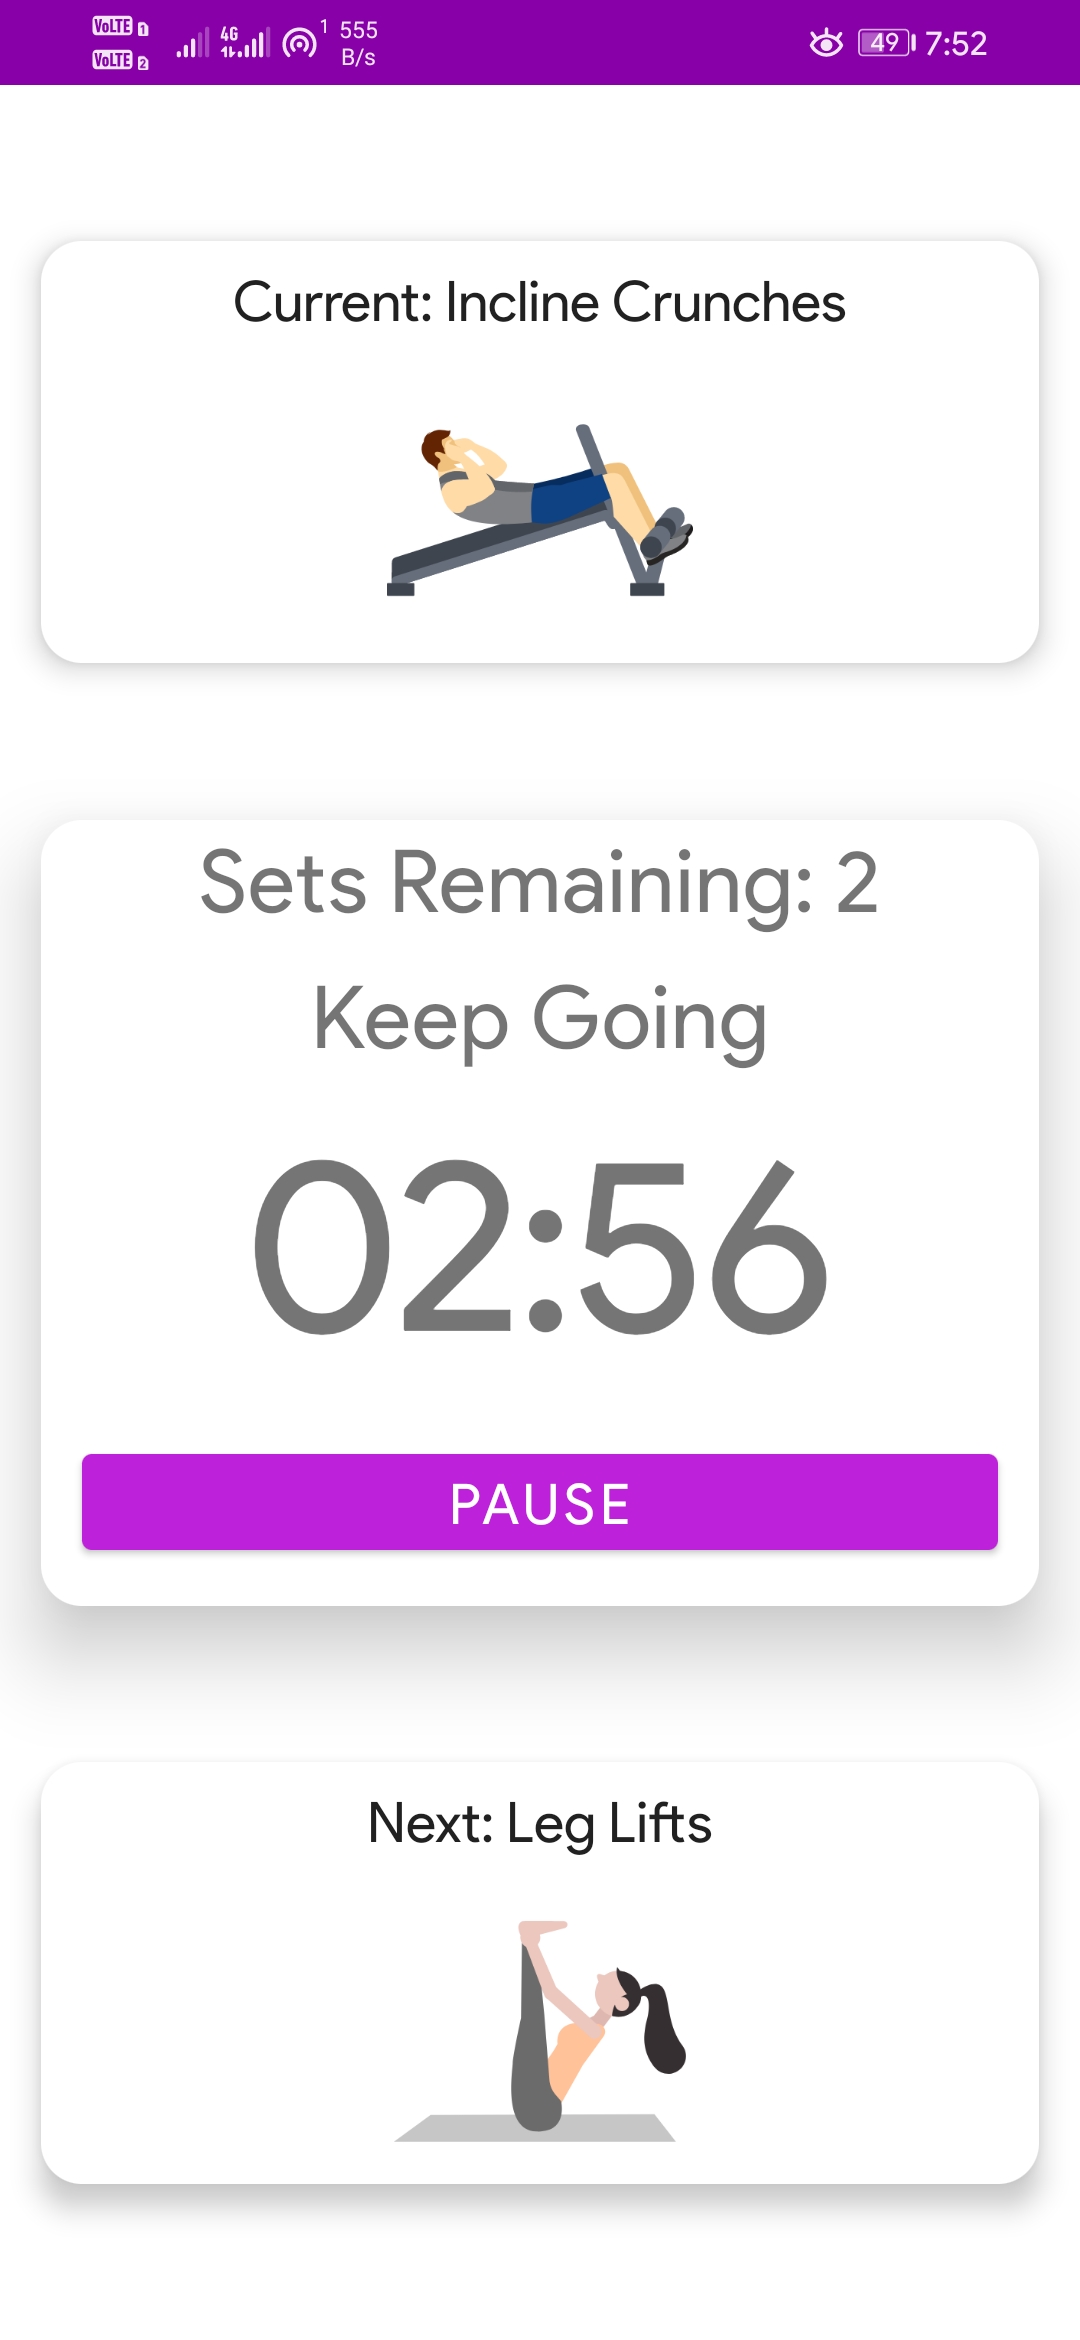 VoLTE 1
VoLTE 2
4G
1
555
B/s
49
7:52
Current: Incline Crunches
Sets Remaining: 2
Keep Going
02:56
PAUSE
Next: Leg Lifts